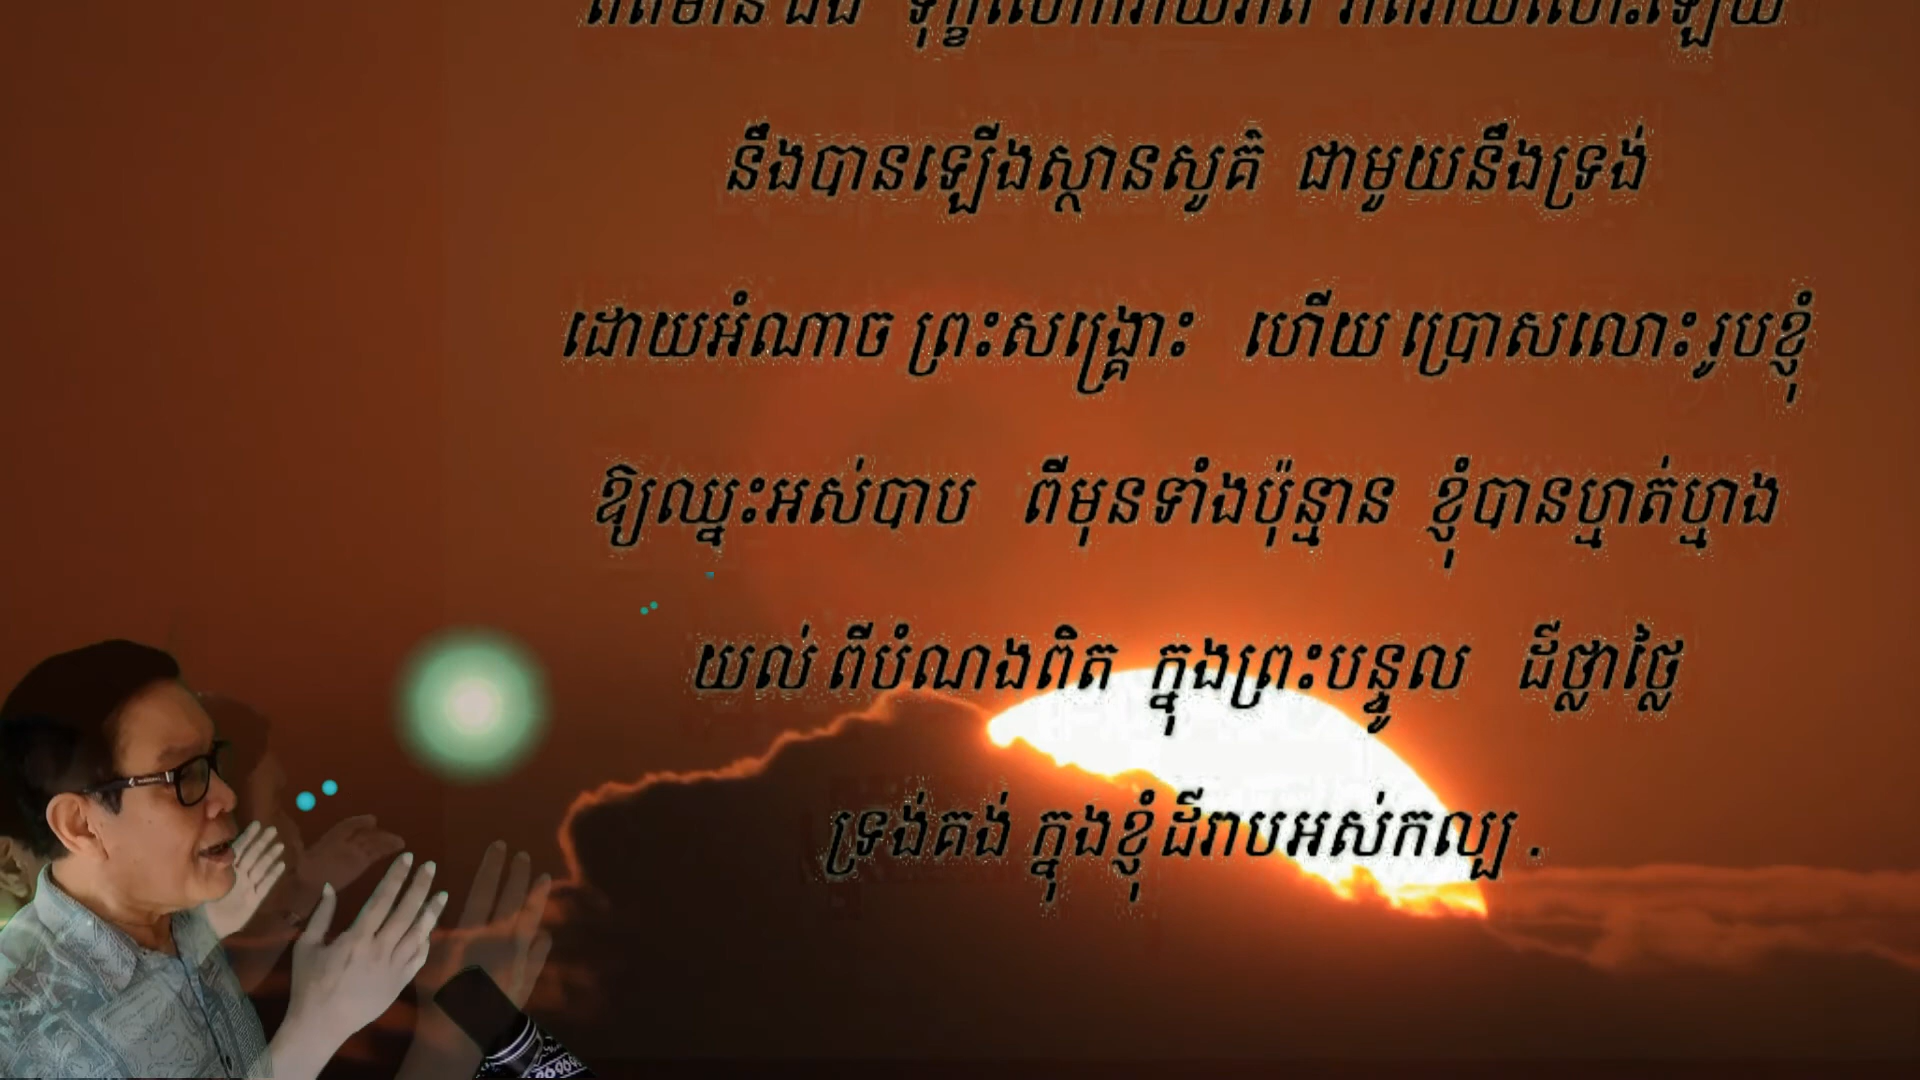 នឹងបានឡើងស្ថានសួគ៌ ជាមួយនឹងទ្រង់
ដោយអំណាច ព្រះសង្គ្រោះ ហើយ ប្រោសលោះរូបខ្ញុំ
ឱ្យឈ្នះអស់បាប ពីមុនទាំងប៉ុន្មាន ខ្ញុំបានហ្មាត់ហ្មាង
យល់ ពីបំណងពិត ក្នុងព្រះបន្ទូល ដ៏ថ្លាថ្លៃ
ទ្រង់គង់ ក្នុងខ្ញុំដ៏រាបអស់កល្ប .